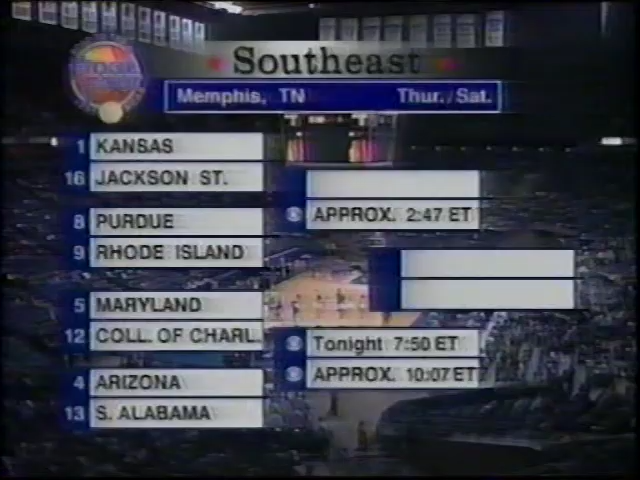 Southeast
Memphis, TN Thur./Sat.
1 KANSAS
16 JACKSON ST.
8 PURDUE
APPROX. 2:47 ET
9 RHODE ISLAND
5 MARYLAND
12 COLL. OF CHARL.
Tonight 7:50 ET
4 ARIZONA
APPROX. 10:07 ET
13 S. ALABAMA